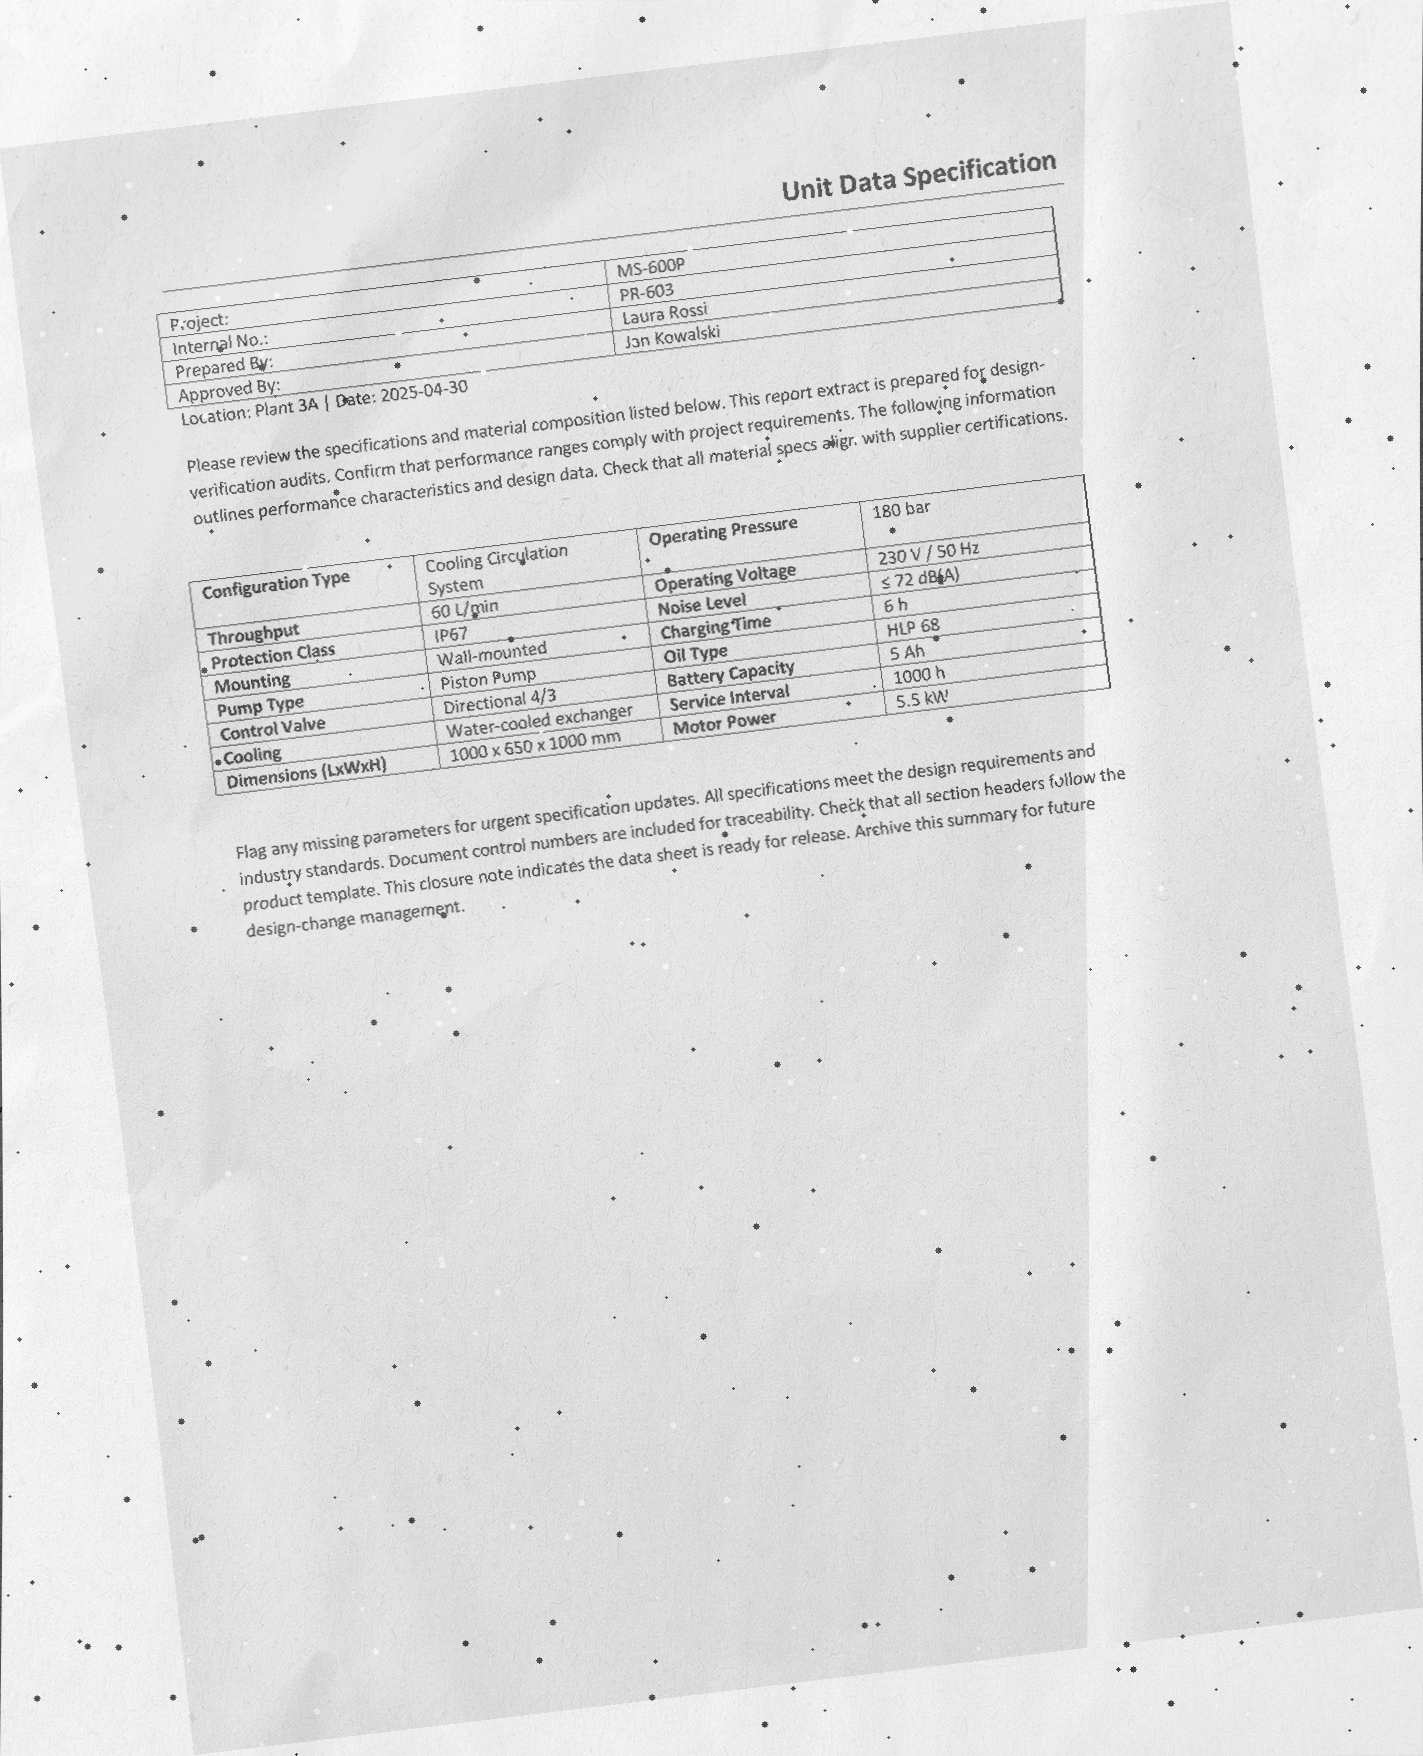 Unit Data Specification
Project: MS-600P
Internal No.: PR-603
Prepared By: Laura Rossi
Approved By: Jan Kowalski
Location: Plant 3A | Date: 2025-04-30
Please review the specifications and material composition listed below. This report extract is prepared for design-
verification audits. Confirm that performance ranges comply with project requirements. The following information
outlines performance characteristics and design data. Check that all material specs align with supplier certifications.
Configuration Type Cooling Circulation Operating Pressure 180 bar
System
Throughput 60 L/min Operating Voltage 230 V / 50 Hz
Protection Class IP67 Noise Level ≤ 72 dB(A)
Mounting Wall-mounted Charging Time 6 h
Pump Type Piston Pump Oil Type HLP 68
Control Valve Directional 4/3 Battery Capacity 5 Ah
Cooling Water-cooled exchanger Service Interval 1000 h
Dimensions (LxWxH) 1000 x 650 x 1000 mm Motor Power 5.5 kW
Flag any missing parameters for urgent specification updates. All specifications meet the design requirements and
industry standards. Document control numbers are included for traceability. Check that all section headers follow the
product template. This closure note indicates the data sheet is ready for release. Archive this summary for future
design-change management.